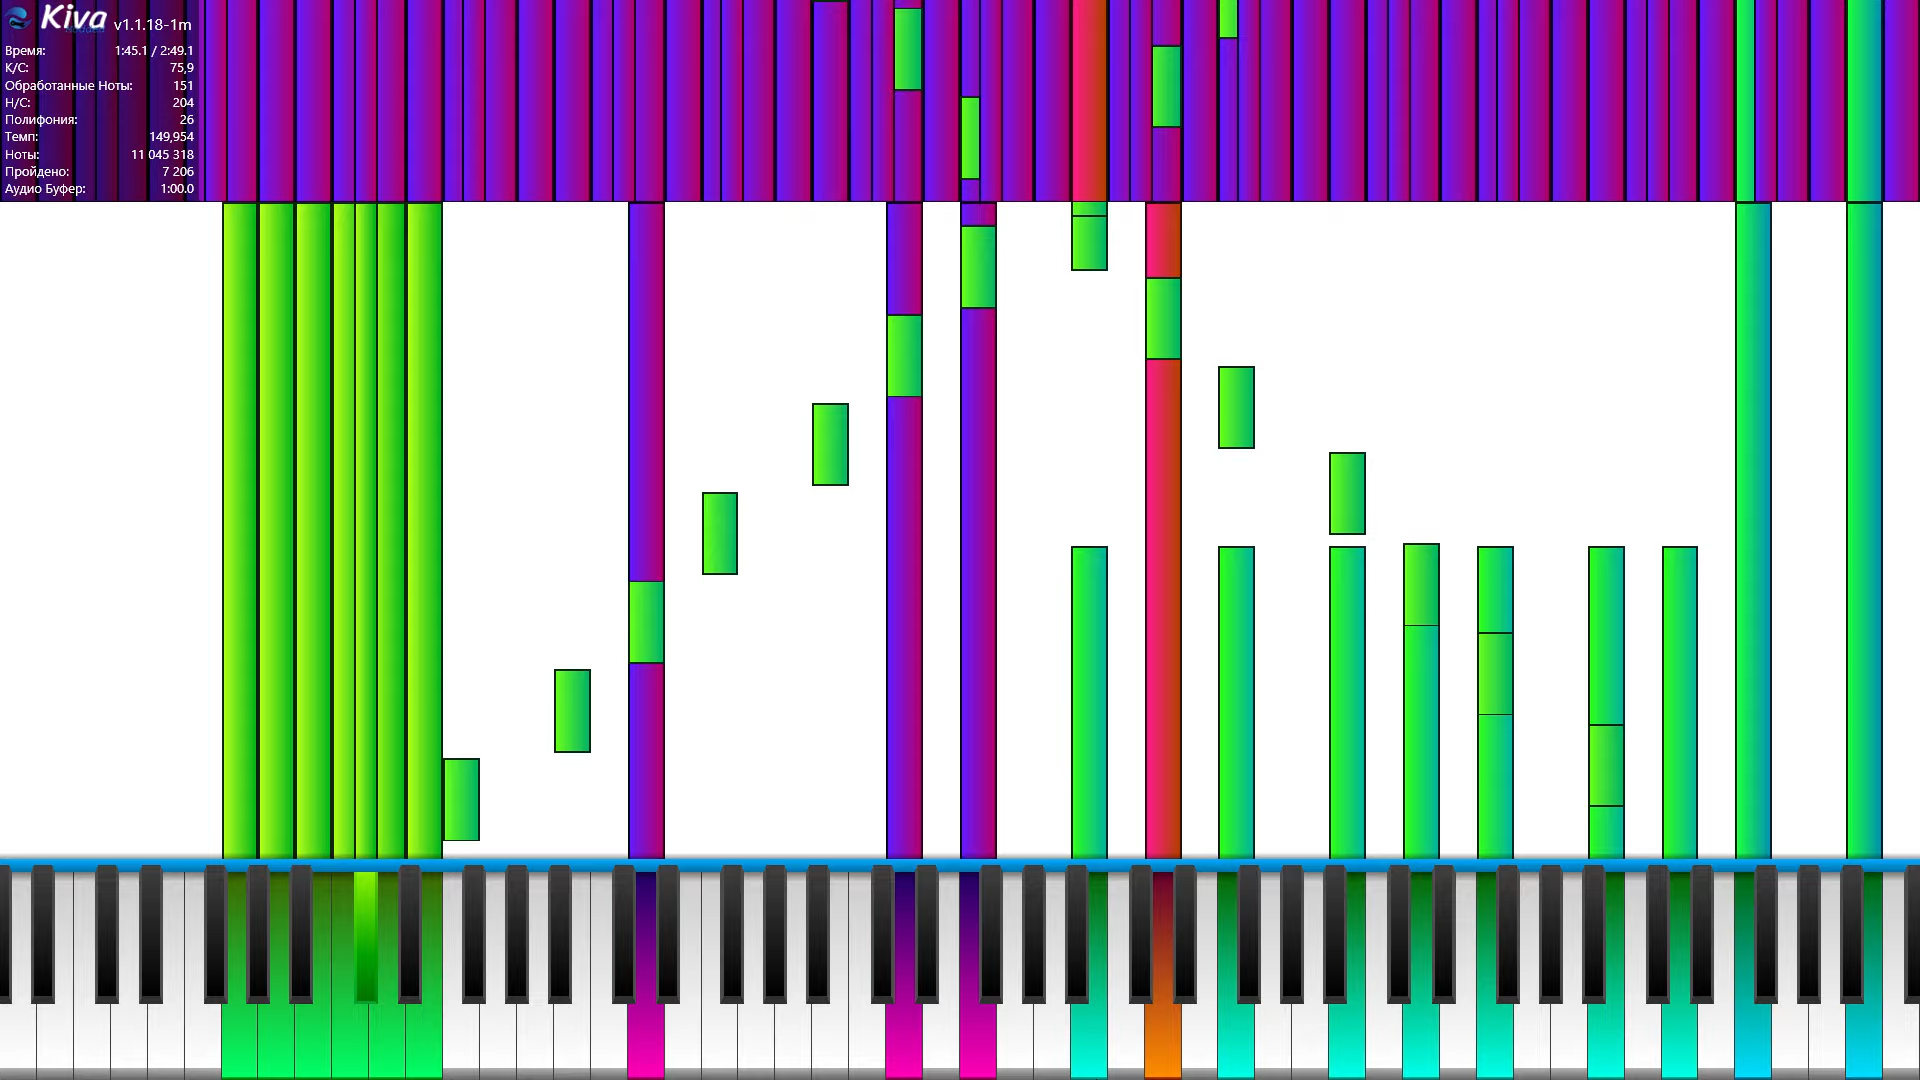 Kiva v1.1.18-1m
Время: 1:45.1 / 2:49.1
К/С: 75,9
Обработанные Ноты: 151
Н/С: 204
Полифония: 26
Темп: 149,954
Ноты: 11 045 318
Пройдено: 7 206
Аудио Буфер: 1:00.0